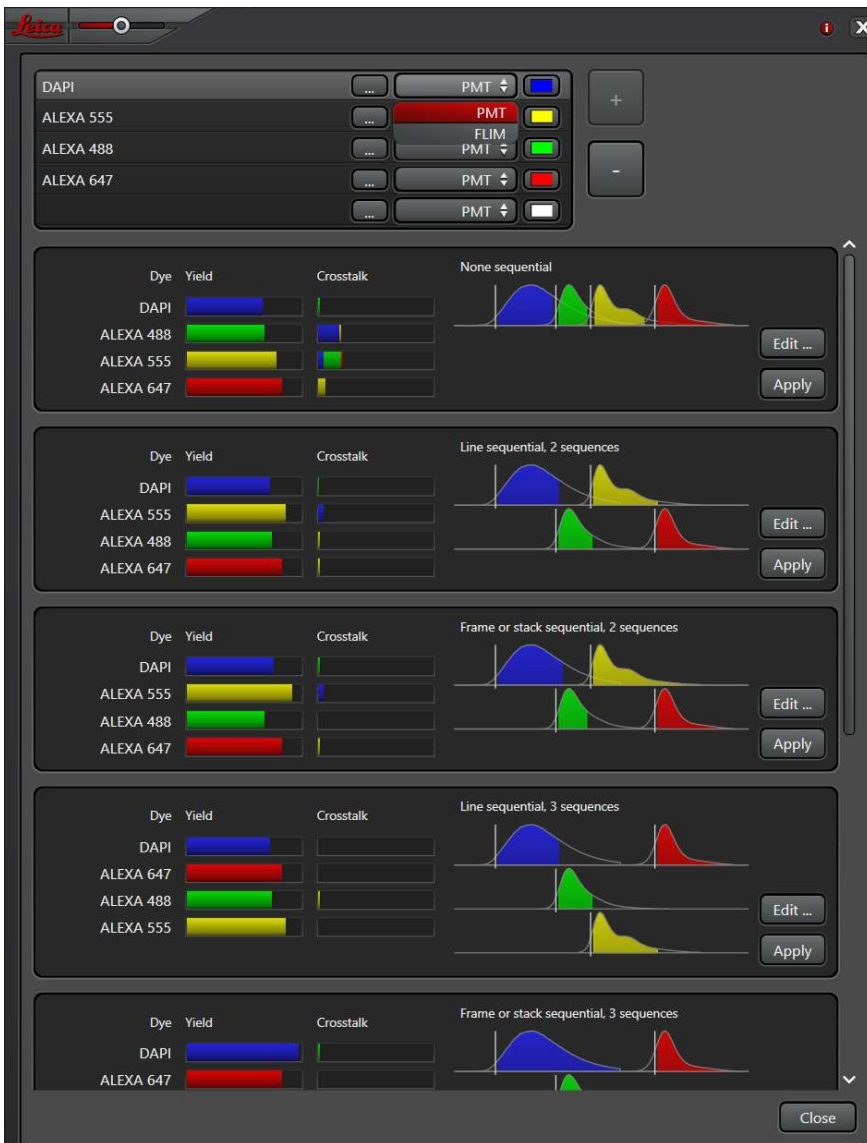 Leica
i X
DAPI ... PMT
ALEXA 555 ... PMT
FLIM
ALEXA 488 ... PMT
ALEXA 647 ... PMT
... PMT
+
-
Dye Yield Crosstalk None sequential
DAPI
ALEXA 488
ALEXA 555
ALEXA 647
Edit ...
Apply
Dye Yield Crosstalk Line sequential, 2 sequences
DAPI
ALEXA 555
ALEXA 488
ALEXA 647
Edit ...
Apply
Dye Yield Crosstalk Frame or stack sequential, 2 sequences
DAPI
ALEXA 555
ALEXA 488
ALEXA 647
Edit ...
Apply
Dye Yield Crosstalk Line sequential, 3 sequences
DAPI
ALEXA 647
ALEXA 488
ALEXA 555
Edit ...
Apply
Dye Yield Crosstalk Frame or stack sequential, 3 sequences
DAPI
ALEXA 647
Close